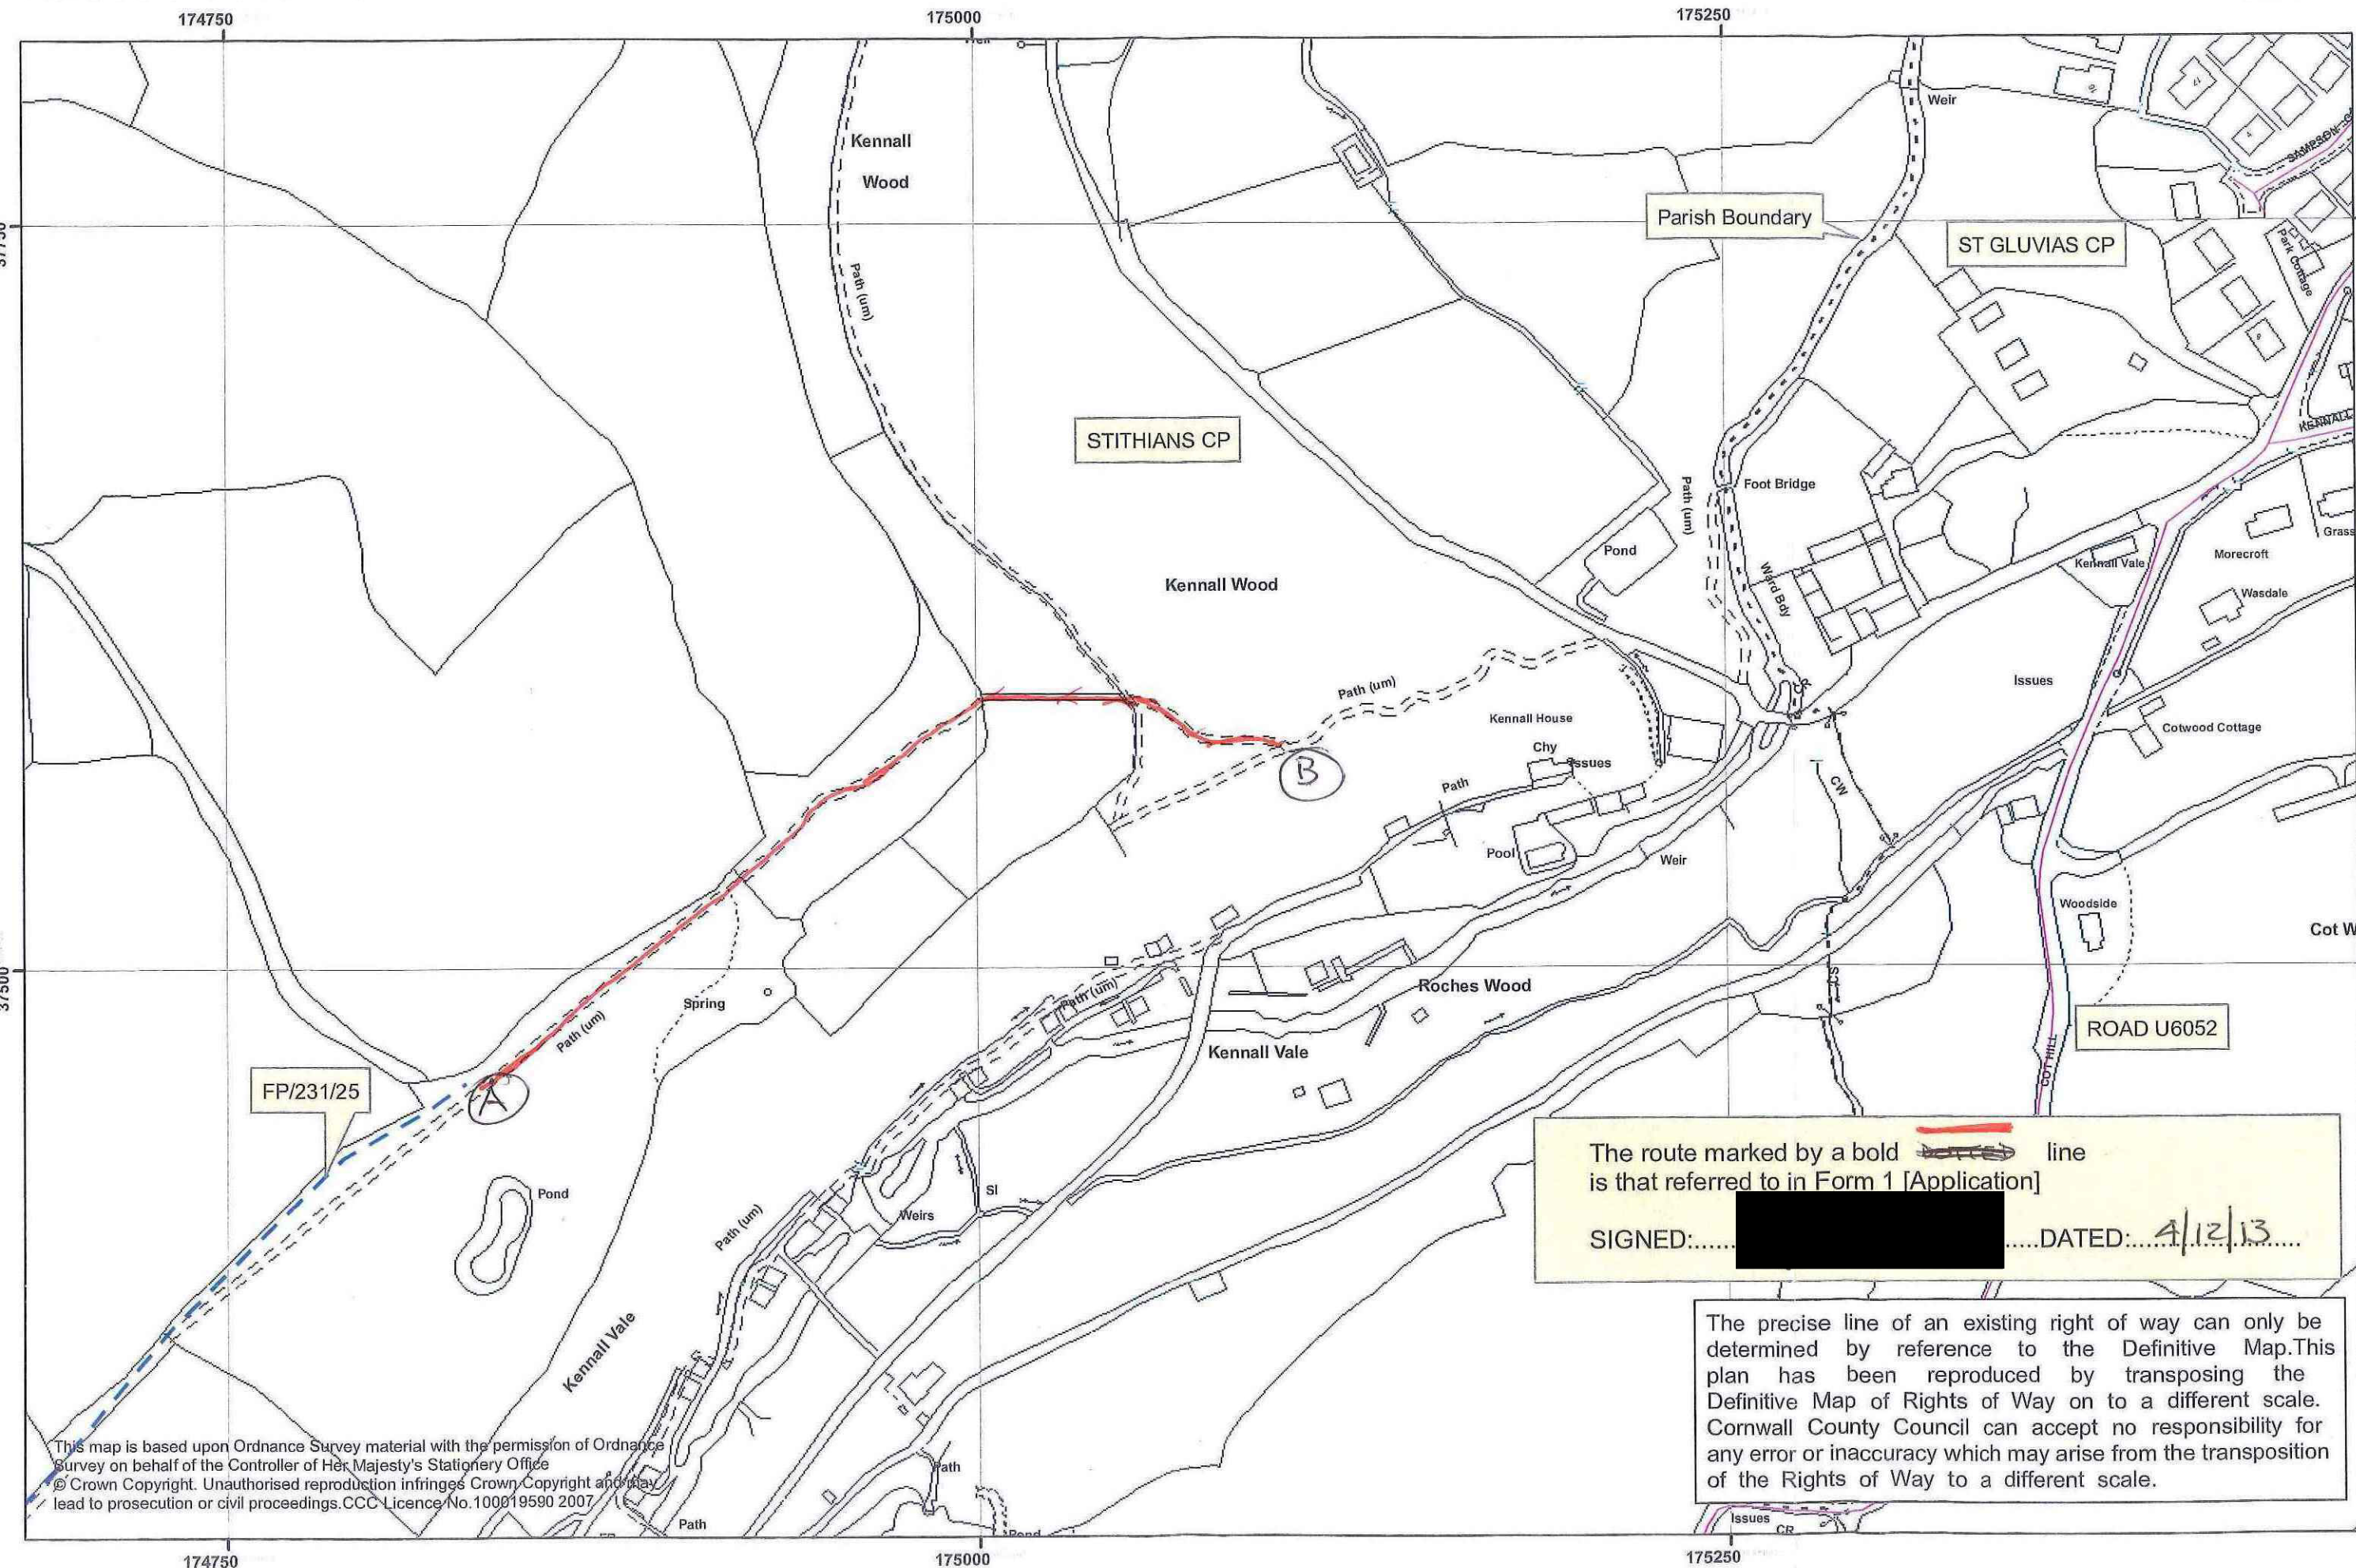 174750
175000
175250
Kennall
Wood
Weir
SAMPSON
Parish Boundary
ST GLUVIAS CP
Park Cottage
Path (um)
STITHIANS CP
KENNALL
Path (um)
Foot Bridge
Pond
Kennall Wood
Ward Bdy
Kennall Vale
Morecroft
Grass
Wasdale
Issues
Path (um)
CR
Kennall House
Cotwood Cottage
B
Chy
Issues
Path
CW
Pool
Weir
Woodside
Cot W
37500
Spring
Path (um)
Path (um)
Roches Wood
Kennall Vale
ROAD U6052
COT HILL
FP/231/25
A
Pond
Path (um)
Sl
Weirs
Kennall Vale
The route marked by a bold line
is that referred to in Form 1 [Application]
SIGNED:...... .....DATED:...4/12/13...
The precise line of an existing right of way can only be
determined by reference to the Definitive Map.This
plan has been reproduced by transposing the
Definitive Map of Rights of Way on to a different scale.
Cornwall County Council can accept no responsibility for
any error or inaccuracy which may arise from the transposition
of the Rights of Way to a different scale.
This map is based upon Ordnance Survey material with the permission of Ordnance
Survey on behalf of the Controller of Her Majesty's Stationery Office
© Crown Copyright. Unauthorised reproduction infringes Crown Copyright and may
lead to prosecution or civil proceedings.CCC Licence No.100019590 2007
Path
Path
Pond
Issues
CR
174750
175000
175250